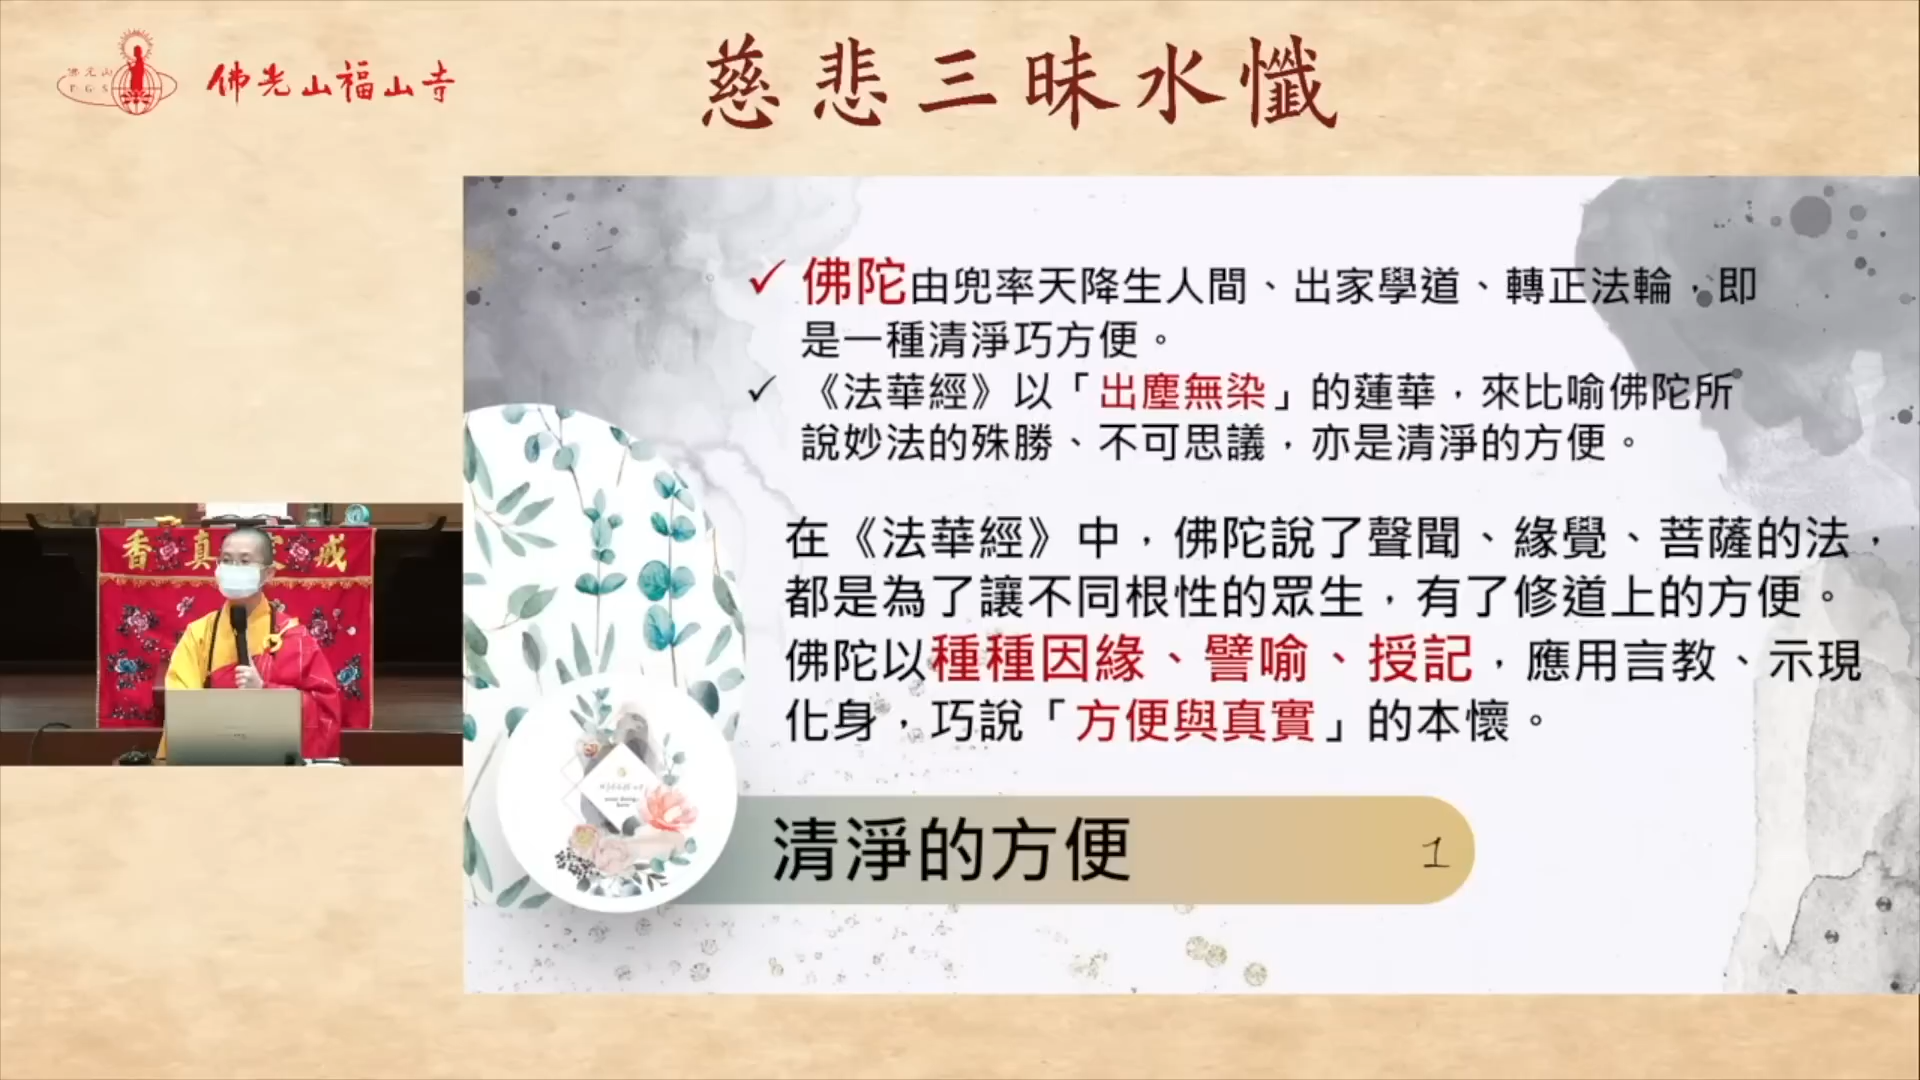 佛光山
F G S
佛光山福山寺
慈悲三昧水懺
✓ 佛陀由兜率天降生人間、出家學道、轉正法輪,即
是一種清淨巧方便。
✓ 《法華經》以「出塵無染」的蓮華,來比喻佛陀所
說妙法的殊勝、不可思議,亦是清淨的方便。
在《法華經》中,佛陀說了聲聞、緣覺、菩薩的法,
都是為了讓不同根性的眾生,有了修道上的方便。
佛陀以種種因緣、譬喻、授記,應用言教、示現
化身,巧說「方便與真實」的本懷。
清淨的方便
1
香 真 戒